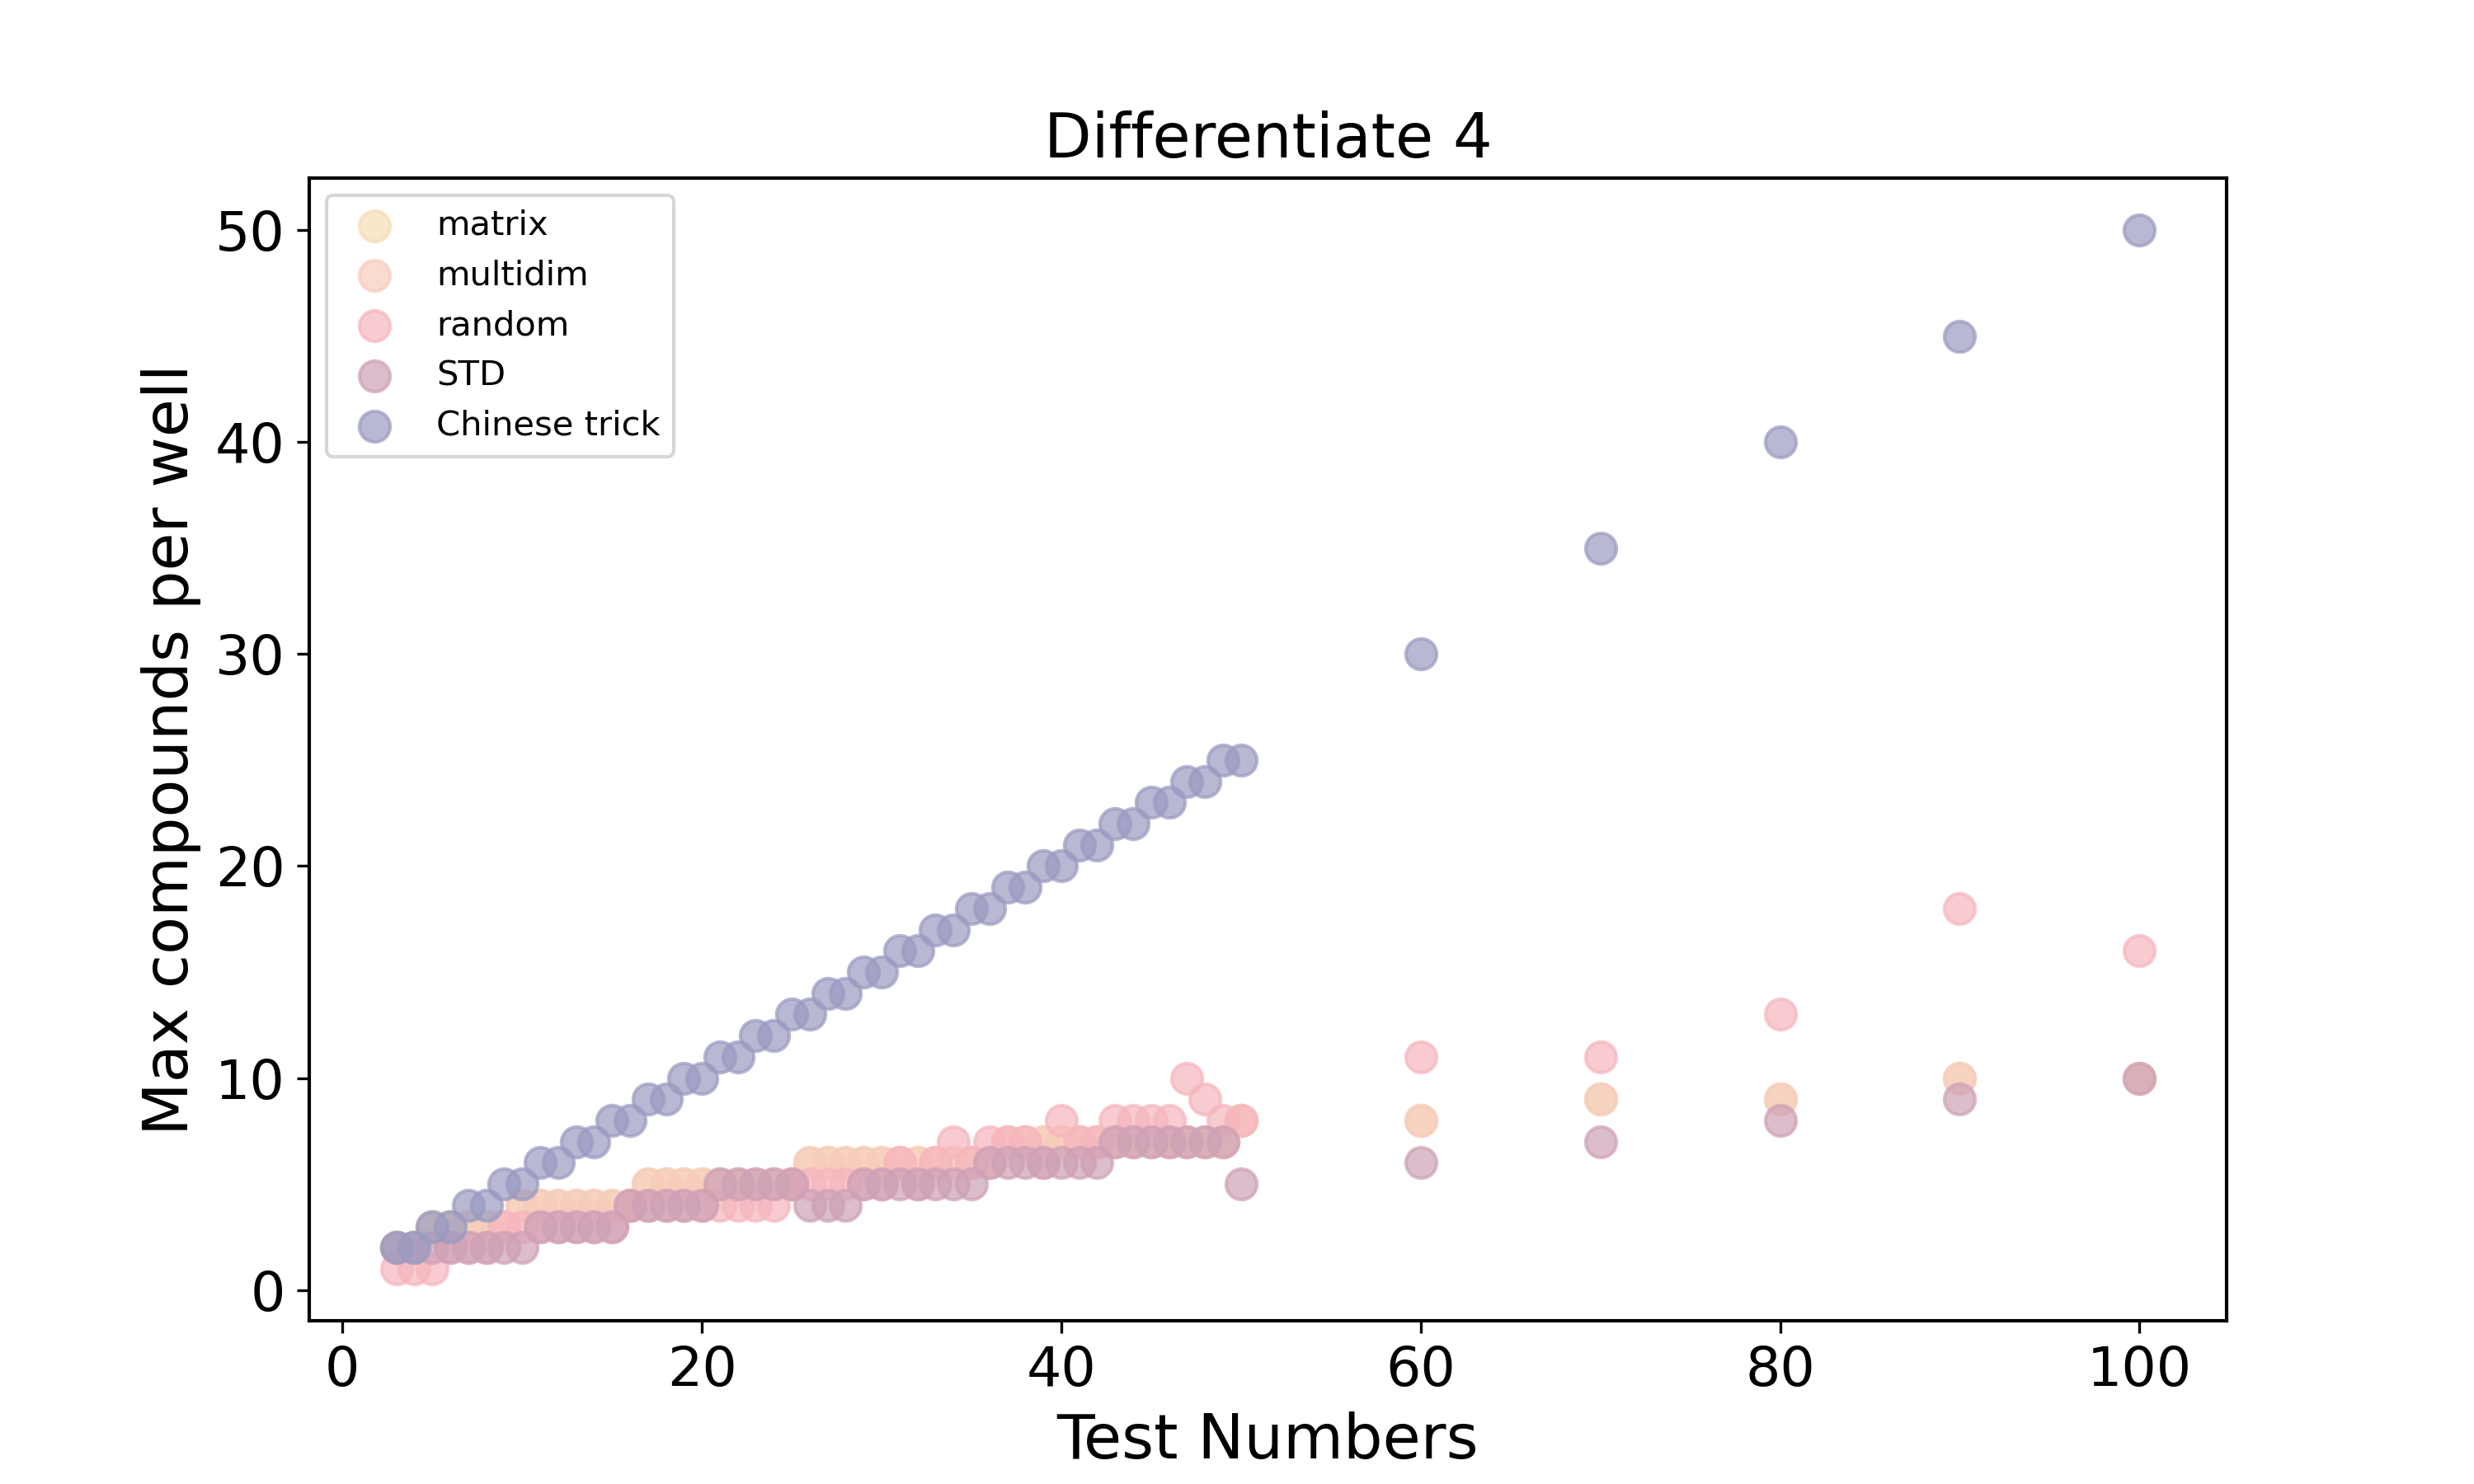 Differentiate 4
Max compounds per well
50
40
30
20
10
0
matrix
multidim
random
STD
Chinese trick
0 20 40 60 80 100
Test Numbers